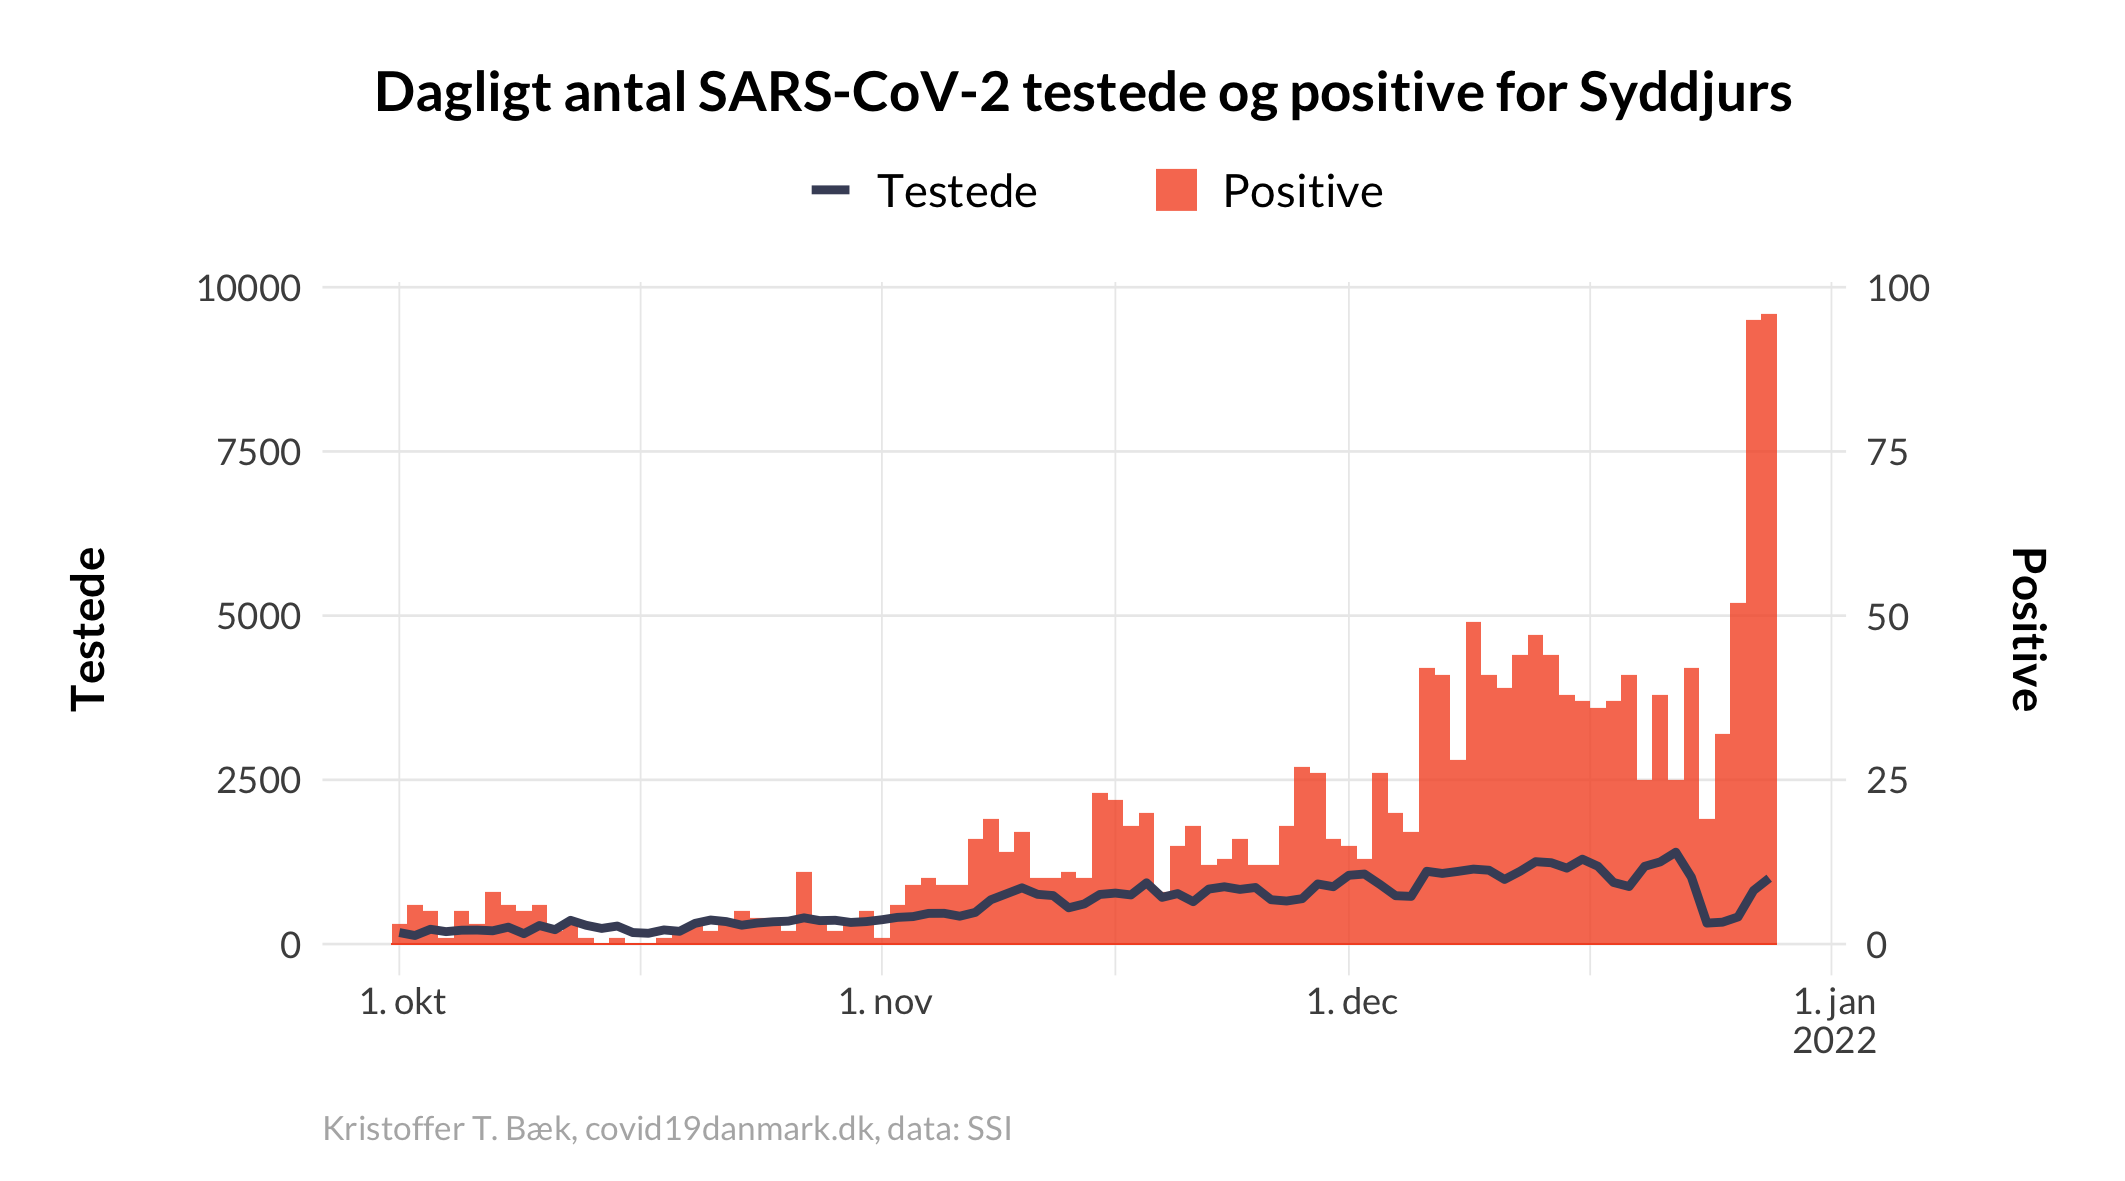 Dagligt antal SARS-CoV-2 testede og positive for Syddjurs
Testede
Positive
10000
7500
5000
2500
0
100
75
50
25
0
Testede
Positive
1. okt
1. nov
1. dec
1. jan
2022
Kristoffer T. Bæk, covid19danmark.dk, data: SSI